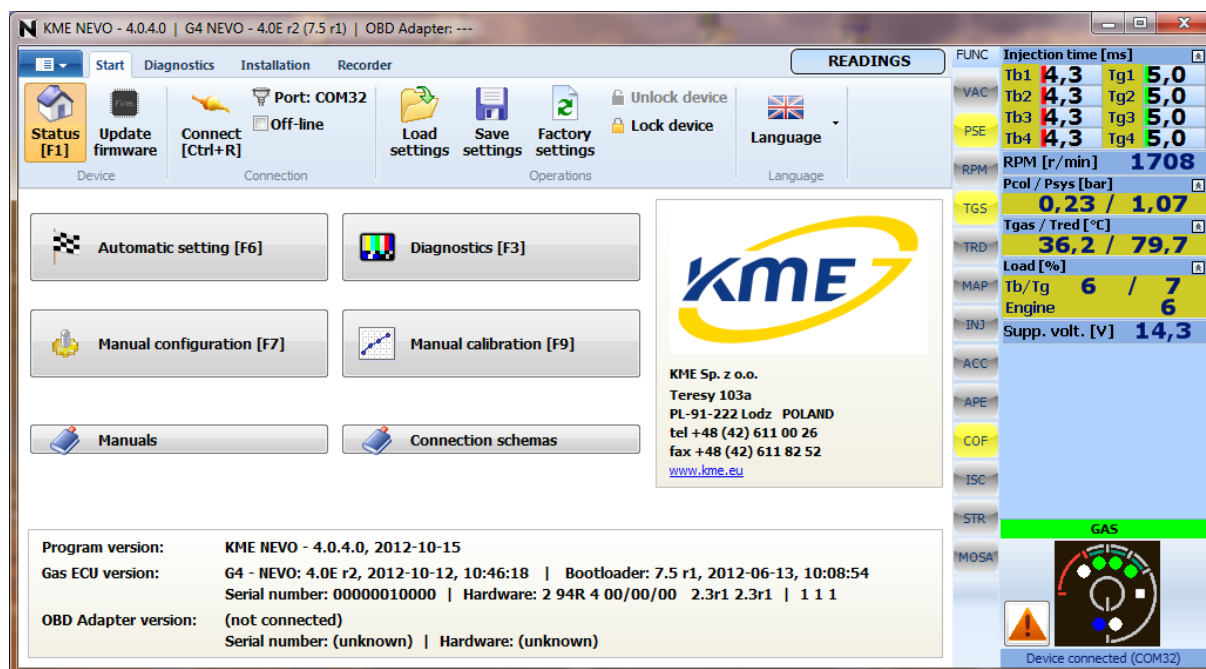 KME NEVO - 4.0.4.0 | G4 NEVO - 4.0E r2 (7.5 r1) | OBD Adapter: ---
Start Diagnostics Installation Recorder
READINGS
Status [F1]
Update firmware
Device
Connect [Ctrl+R]
Port: COM32
Off-line
Connection
Load settings
Save settings
Factory settings
Unlock device
Lock device
Operations
Language
Language
Automatic setting [F6]
Diagnostics [F3]
Manual configuration [F7]
Manual calibration [F9]
Manuals
Connection schemas
KME
KME Sp. z o.o.
Teresy 103a
PL-91-222 Lodz POLAND
tel +48 (42) 611 00 26
fax +48 (42) 611 82 52
www.kme.eu
Program version: KME NEVO - 4.0.4.0, 2012-10-15
Gas ECU version: G4 - NEVO: 4.0E r2, 2012-10-12, 10:46:18 | Bootloader: 7.5 r1, 2012-06-13, 10:08:54
Serial number: 00000010000 | Hardware: 2 94R 4 00/00/00 2.3r1 2.3r1 | 1 1 1
OBD Adapter version: (not connected)
Serial number: (unknown) | Hardware: (unknown)
FUNC
VAC
PSE
RPM
TGS
TRD
MAP
INJ
ACC
APE
COF
ISC
STR
MOSA
Injection time [ms]
Tb1 4,3 Tg1 5,0
Tb2 4,3 Tg2 5,0
Tb3 4,3 Tg3 5,0
Tb4 4,3 Tg4 5,0
RPM [r/min] 1708
Pcol / Psys [bar]
0,23 / 1,07
Tgas / Tred [°C]
36,2 / 79,7
Load [%]
Tb/Tg 6 / 7
Engine 6
Supp. volt. [V] 14,3
GAS
Device connected (COM32)